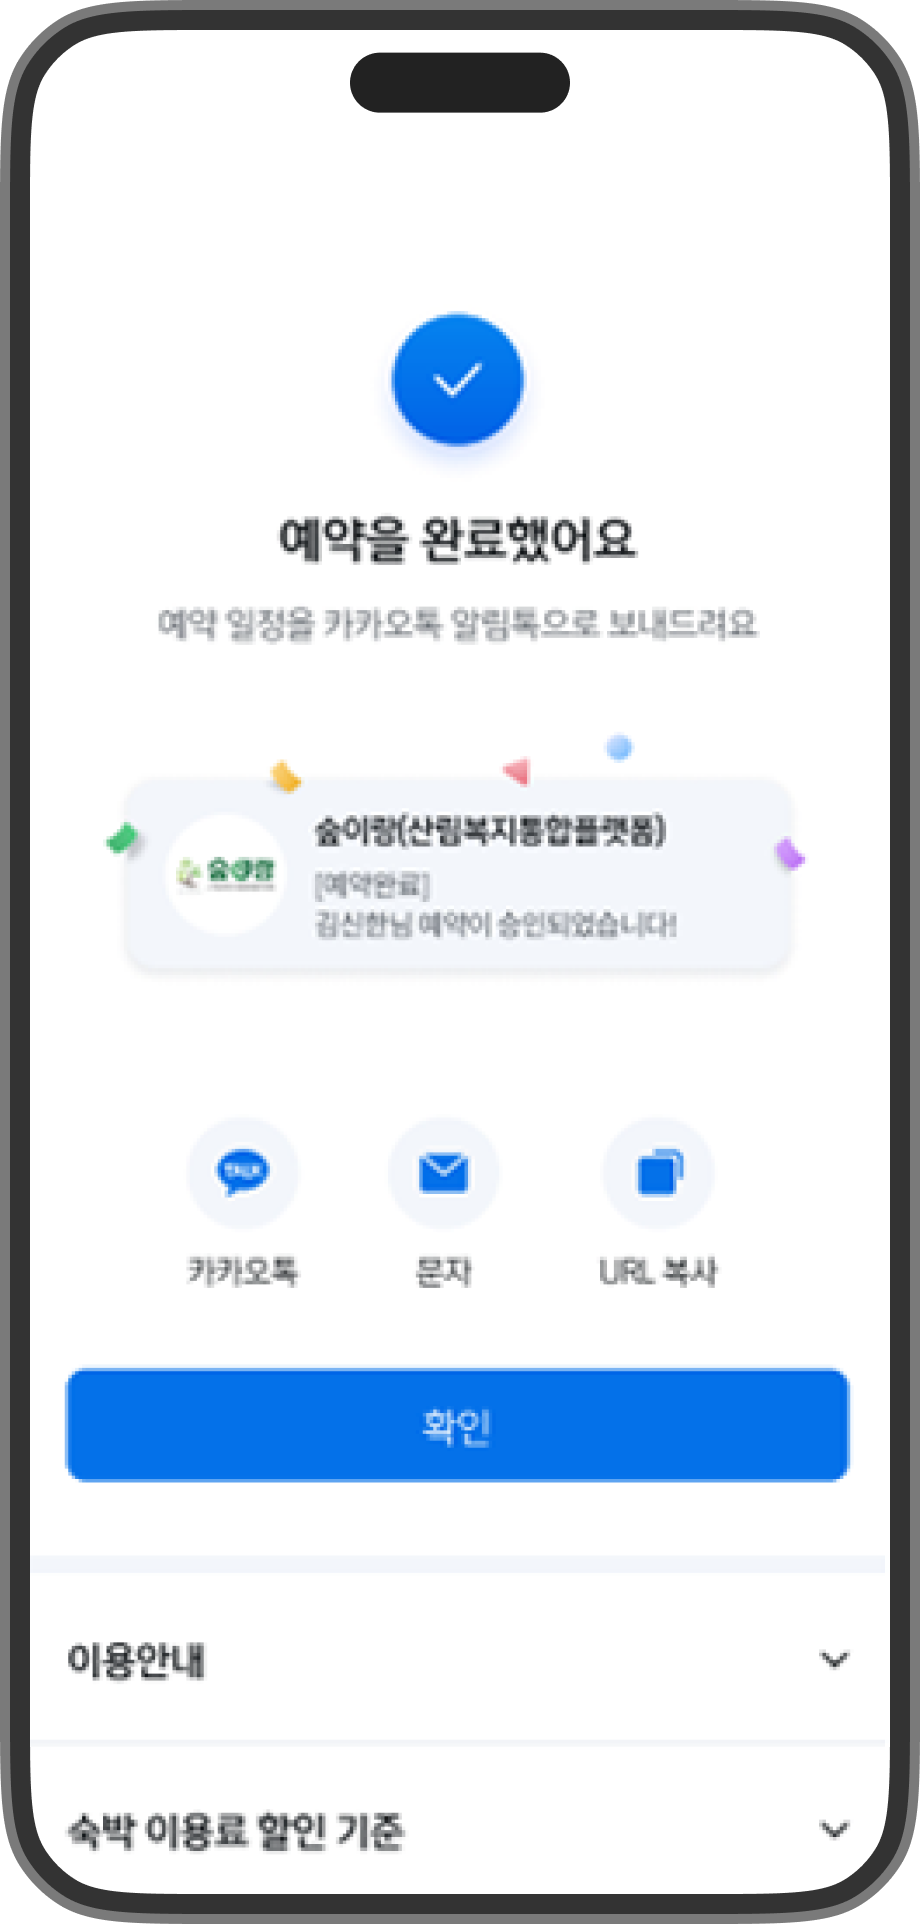 예약을 완료했어요
예약 일정을 카카오톡 알림톡으로 보내드려요
숲이랑
숲이랑(산림복지통합플랫폼)
[예약완료]
김신한님 예약이 승인되었습니다!
TALK
카카오톡
문자
URL 복사
확인
이용안내
숙박 이용료 할인 기준